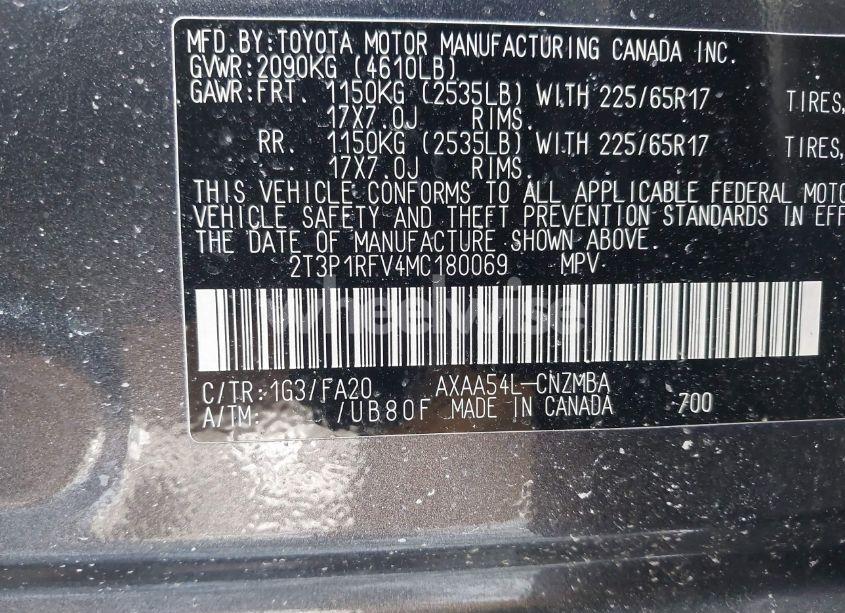 MFD.BY:TOYOTA MOTOR MANUFACTURING CANADA INC.
GVWR:2090KG (4610LB)
GAWR:FRT. 1150KG (2535LB) WITH 225/65R17 TIRES,
17X7.0J RIMS.
RR. 1150KG (2535LB) WITH 225/65R17 TIRES,
17X7.0J RIMS.
THIS VEHICLE CONFORMS TO ALL APPLICABLE FEDERAL MOTO
VEHICLE SAFETY AND THEFT PREVENTION STANDARDS IN EFF
THE DATE OF MANUFACTURE SHOWN ABOVE.
2T3P1RFV4MC180069 MPV
wheelwise
C/TR:1G3/FA20 AXAA54L-CNZMBA
A/TM: /UB80F MADE IN CANADA 700